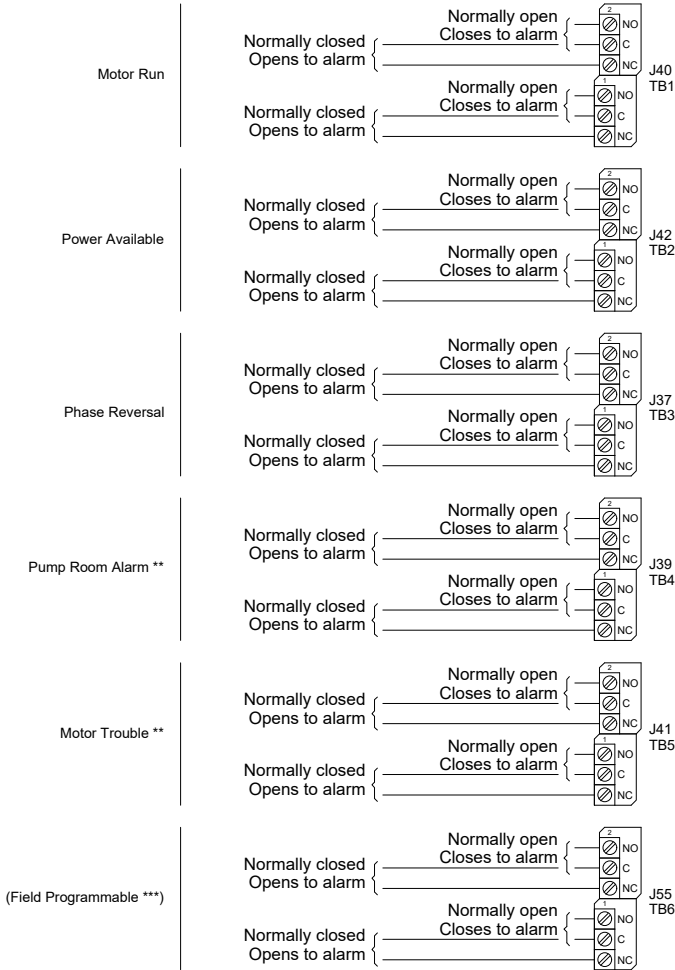 Motor Run
2
Normally open
Closes to alarm
NO
C
NC
Normally closed
Opens to alarm
J40
TB1
1
Normally open
Closes to alarm
NO
C
NC
Normally closed
Opens to alarm
Power Available
2
Normally open
Closes to alarm
NO
C
NC
Normally closed
Opens to alarm
J42
TB2
1
Normally open
Closes to alarm
NO
C
NC
Normally closed
Opens to alarm
Phase Reversal
2
Normally open
Closes to alarm
NO
C
NC
Normally closed
Opens to alarm
J37
TB3
1
Normally open
Closes to alarm
NO
C
NC
Normally closed
Opens to alarm
Pump Room Alarm **
2
Normally open
Closes to alarm
NO
C
NC
Normally closed
Opens to alarm
J39
TB4
1
Normally open
Closes to alarm
NO
C
NC
Normally closed
Opens to alarm
Motor Trouble **
2
Normally open
Closes to alarm
NO
C
NC
Normally closed
Opens to alarm
J41
TB5
1
Normally open
Closes to alarm
NO
C
NC
Normally closed
Opens to alarm
(Field Programmable ***)
2
Normally open
Closes to alarm
NO
C
NC
Normally closed
Opens to alarm
J55
TB6
1
Normally open
Closes to alarm
NO
C
NC
Normally closed
Opens to alarm